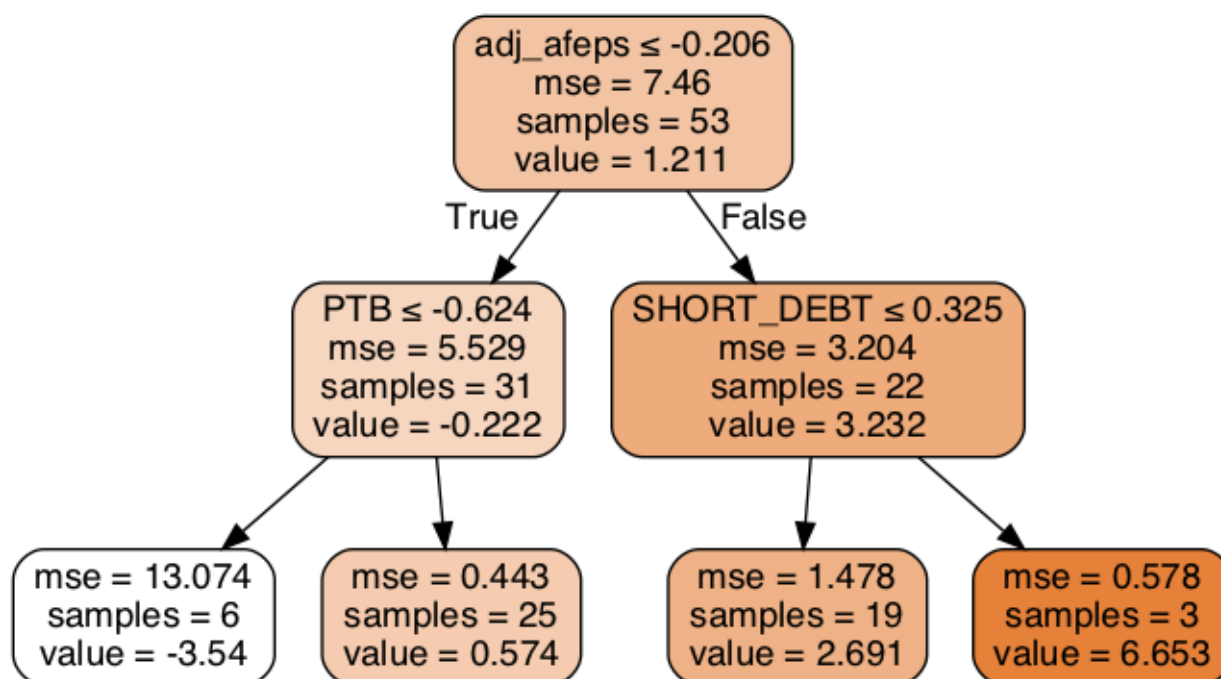 adj_afeps ≤ -0.206
mse = 7.46
samples = 53
value = 1.211
True
False
PTB ≤ -0.624
mse = 5.529
samples = 31
value = -0.222
SHORT_DEBT ≤ 0.325
mse = 3.204
samples = 22
value = 3.232
mse = 13.074
samples = 6
value = -3.54
mse = 0.443
samples = 25
value = 0.574
mse = 1.478
samples = 19
value = 2.691
mse = 0.578
samples = 3
value = 6.653